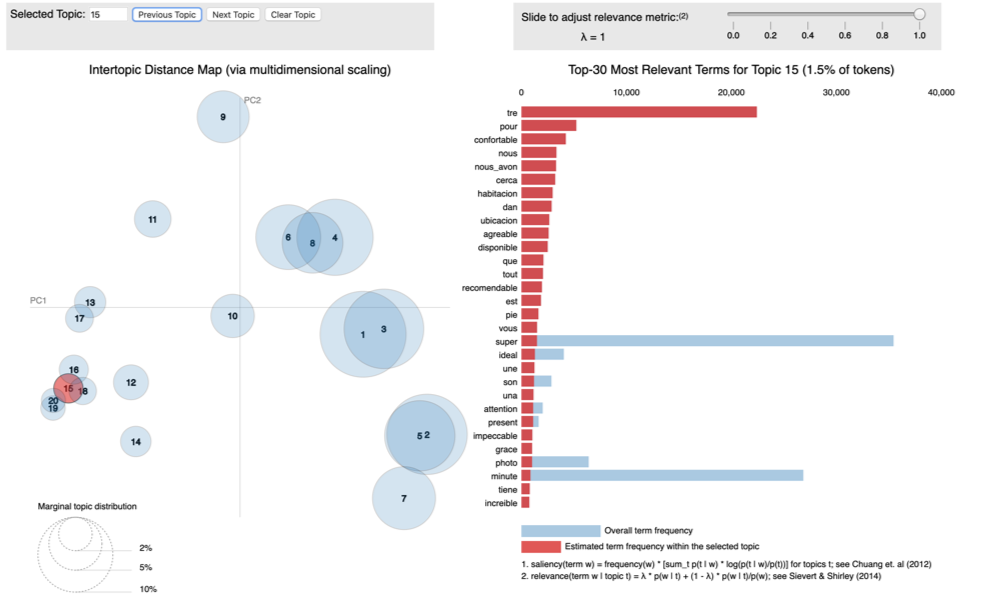 Selected Topic: 15 Previous Topic Next Topic Clear Topic
Slide to adjust relevance metric:(2)
λ = 1
0.0 0.2 0.4 0.6 0.8 1.0
Intertopic Distance Map (via multidimensional scaling)
PC2
PC1
9
11
6
8
4
13
17
10
1
3
16
15
18
12
20
19
14
5
2
7
Marginal topic distribution
2%
5%
10%
Top-30 Most Relevant Terms for Topic 15 (1.5% of tokens)
0 10,000 20,000 30,000 40,000
tre
pour
confortable
nous
nous_avon
cerca
habitacion
dan
ubicacion
agreable
disponible
que
tout
recomendable
est
pie
vous
super
ideal
une
son
una
attention
present
impeccable
grace
photo
minute
tiene
increible
Overall term frequency
Estimated term frequency within the selected topic
1. saliency(term w) = frequency(w) * [sum_t p(t | w) * log(p(t | w)/p(t))] for topics t; see Chuang et. al (2012)
2. relevance(term w | topic t) = λ * p(w | t) + (1 - λ) * p(w | t)/p(w); see Sievert & Shirley (2014)